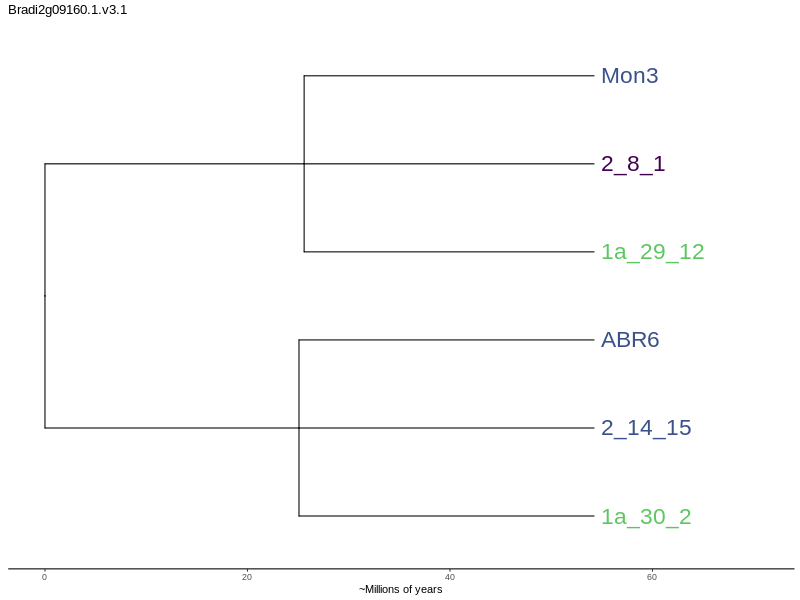 Bradi2g09160.1.v3.1
Mon3
2_8_1
1a_29_12
ABR6
2_14_15
1a_30_2
0 20 40 60
~Millions of years